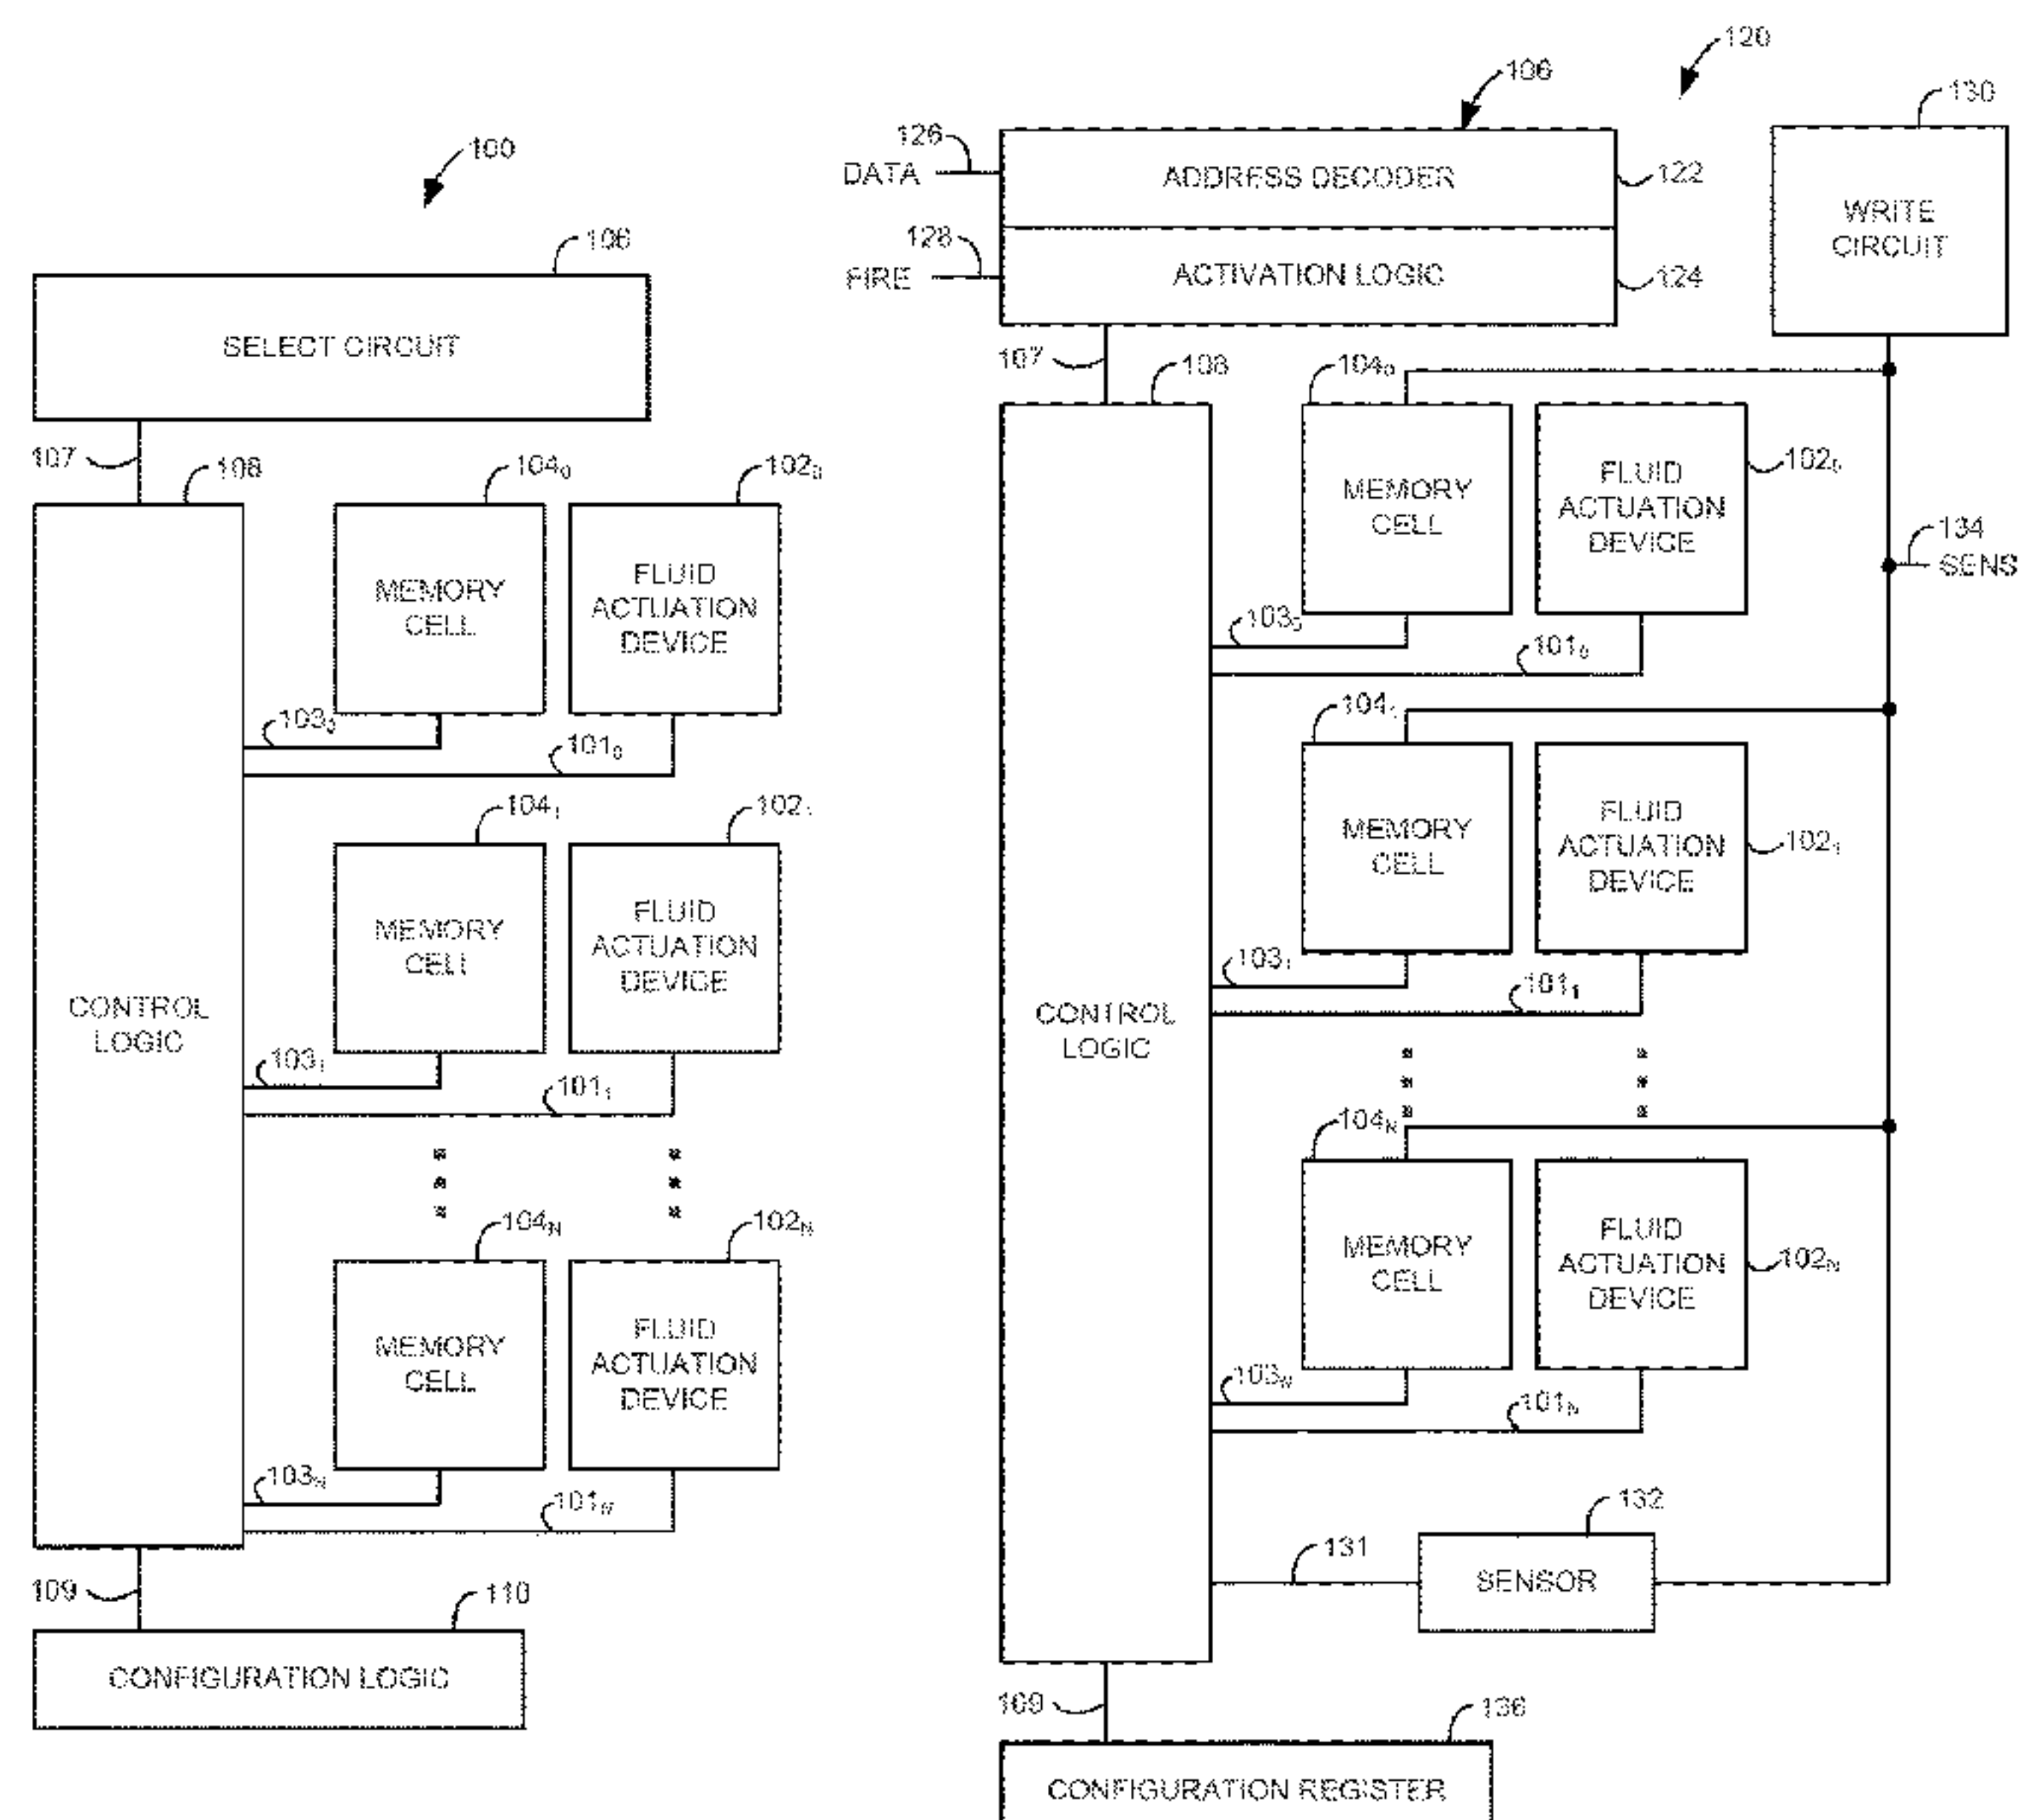 100
106
SELECT CIRCUIT
107
108
104₀
102₀
MEMORY
CELL
FLUID
ACTUATION
DEVICE
103₀
101₀
104₁
102₁
MEMORY
CELL
FLUID
ACTUATION
DEVICE
CONTROL
LOGIC
103₁
101₁
104N
102N
MEMORY
CELL
FLUID
ACTUATION
DEVICE
103N
101N
109
110
CONFIGURATION LOGIC
120
106
130
126
DATA
ADDRESS DECODER
122
WRITE
CIRCUIT
128
FIRE
ACTIVATION LOGIC
124
107
108
104₀
MEMORY
CELL
FLUID
ACTUATION
DEVICE
102₀
134
SENS
103₀
101₀
104₁
MEMORY
CELL
FLUID
ACTUATION
DEVICE
102₁
103₁
101₁
CONTROL
LOGIC
104N
MEMORY
CELL
FLUID
ACTUATION
DEVICE
102N
103N
101N
131
132
SENSOR
109
136
CONFIGURATION REGISTER